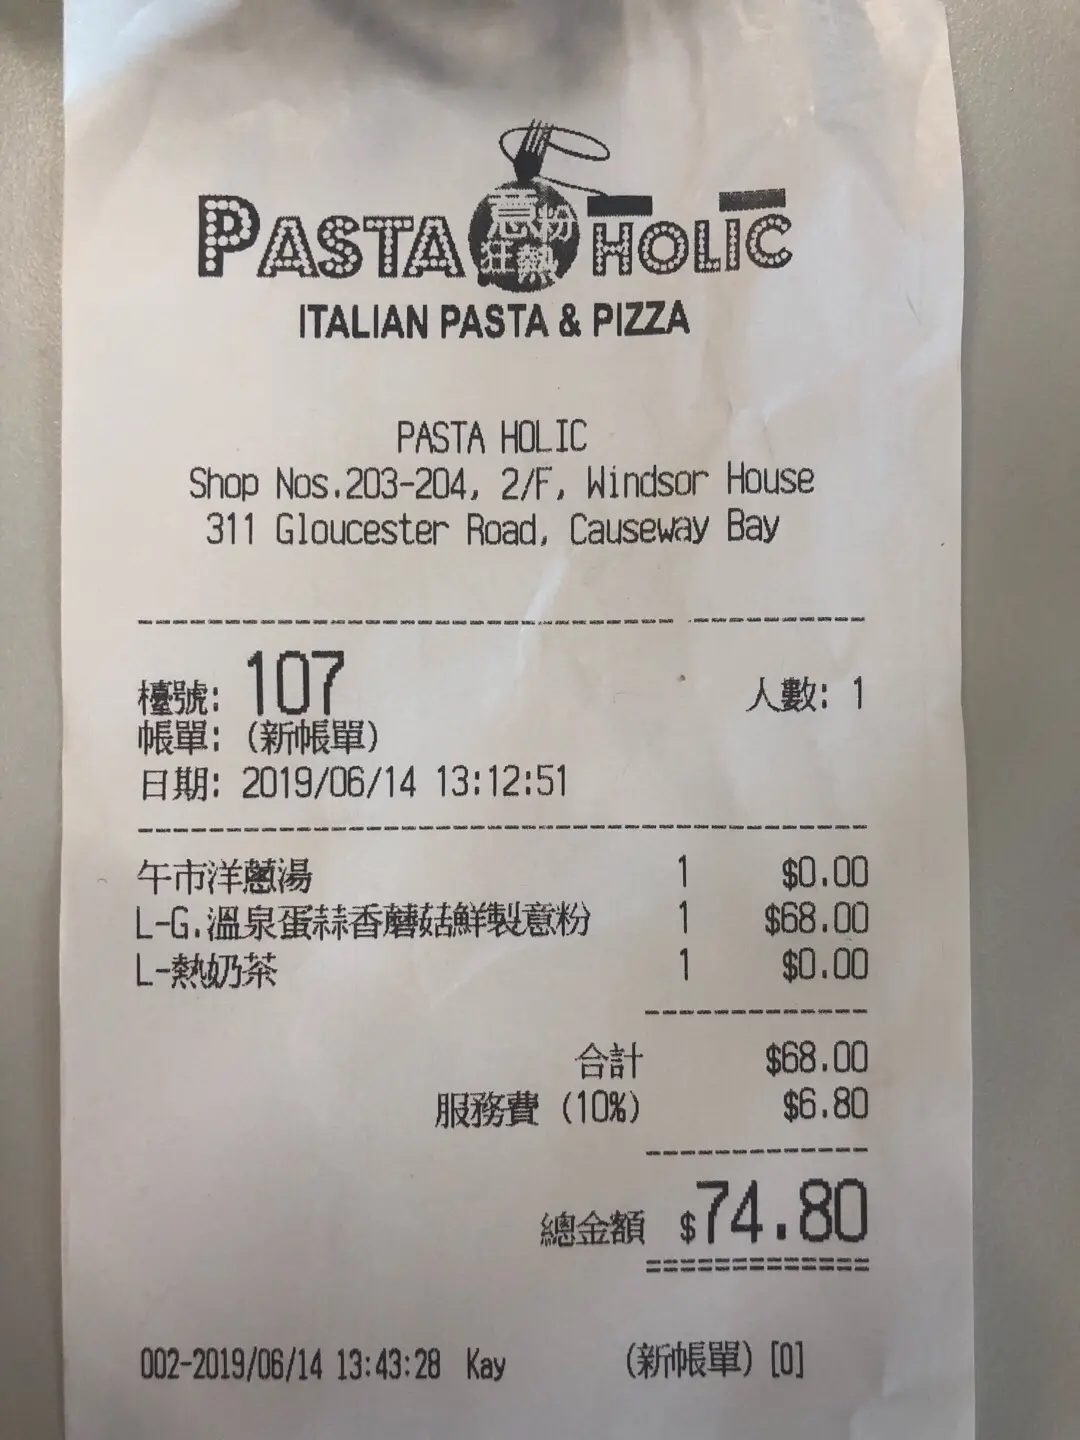 PASTA 意粉狂熱 HOLIC
ITALIAN PASTA & PIZZA
PASTA HOLIC
Shop Nos.203-204, 2/F, Windsor House
311 Gloucester Road, Causeway Bay
檯號: 107 人數: 1
帳單: (新帳單)
日期: 2019/06/14 13:12:51
午市洋蔥湯 1 $0.00
L-G.溫泉蛋蒜香蘑菇鮮製意粉 1 $68.00
L-熱奶茶 1 $0.00
合計 $68.00
服務費 (10%) $6.80
總金額 $74.80
002-2019/06/14 13:43:28 Kay (新帳單) [0]